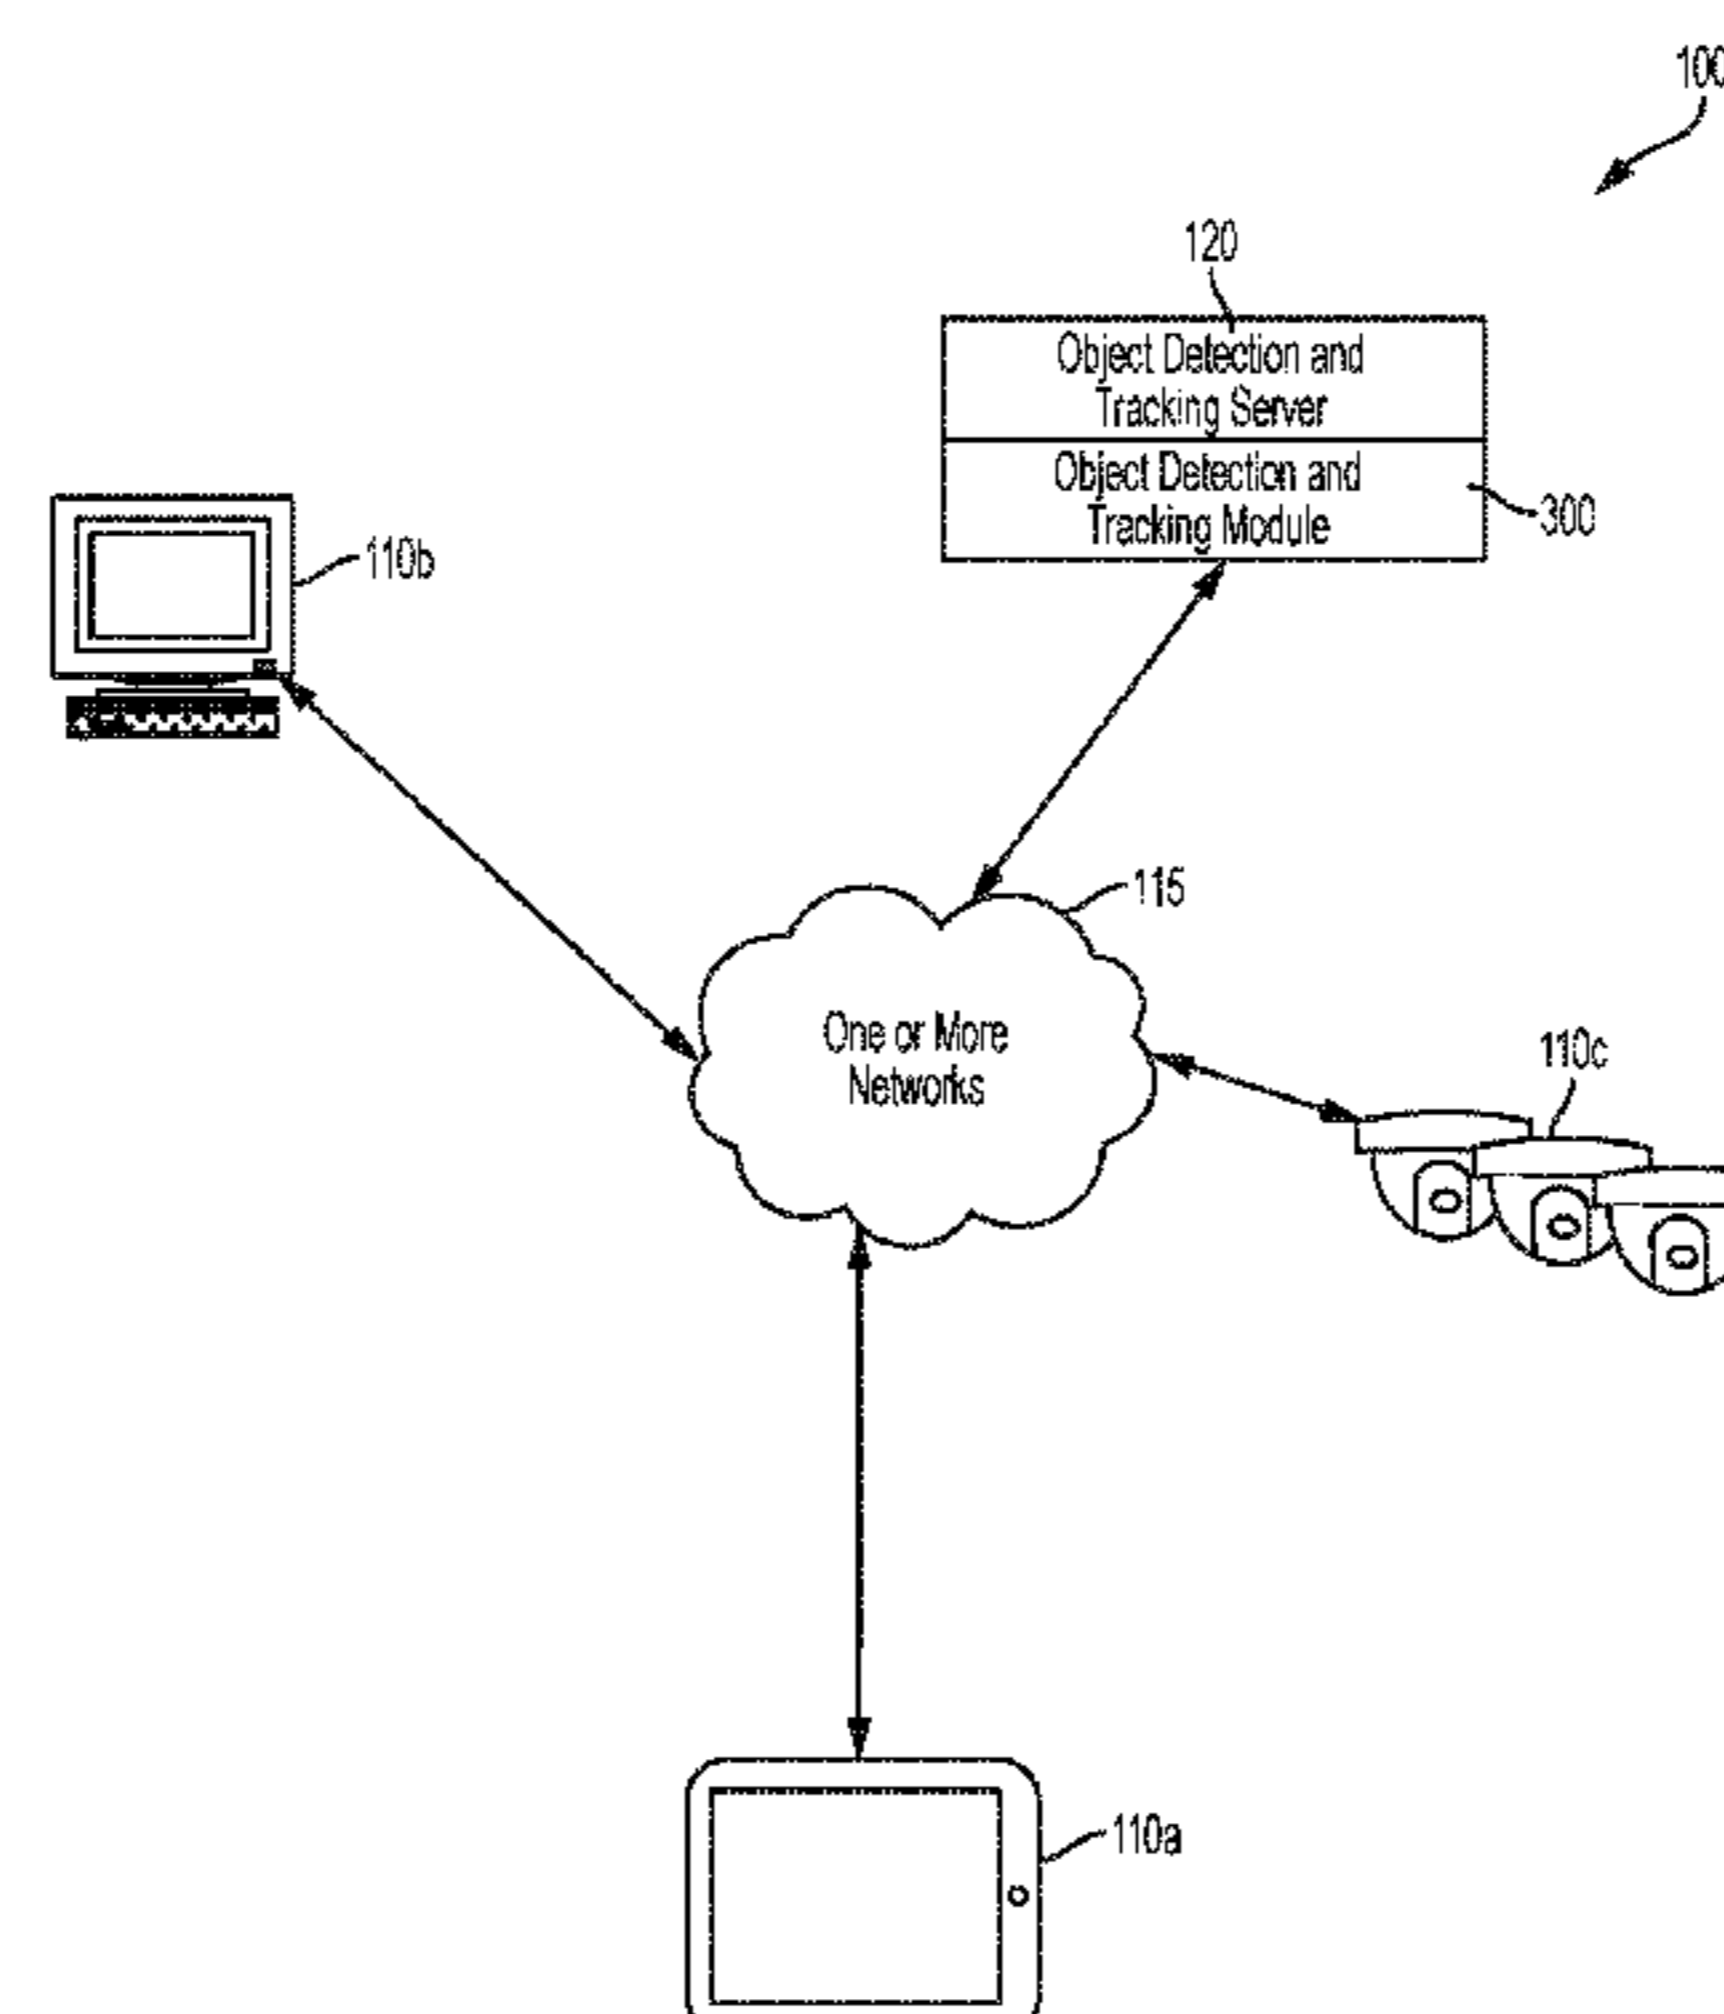 100
120
Object Detection and
Tracking Server
Object Detection and
Tracking Module
300
110b
115
One or More
Networks
110c
110a